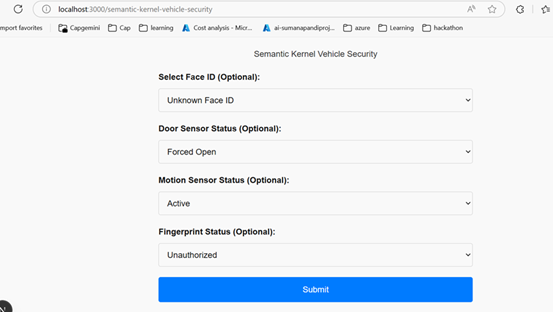 localhost:3000/semantic-kernel-vehicle-security
mport favorites Capgemini Cap learning Cost analysis - Micr... ai-sumanapandiproj... azure Learning hackathon
Semantic Kernel Vehicle Security
Select Face ID (Optional):
Unknown Face ID
Door Sensor Status (Optional):
Forced Open
Motion Sensor Status (Optional):
Active
Fingerprint Status (Optional):
Unauthorized
Submit